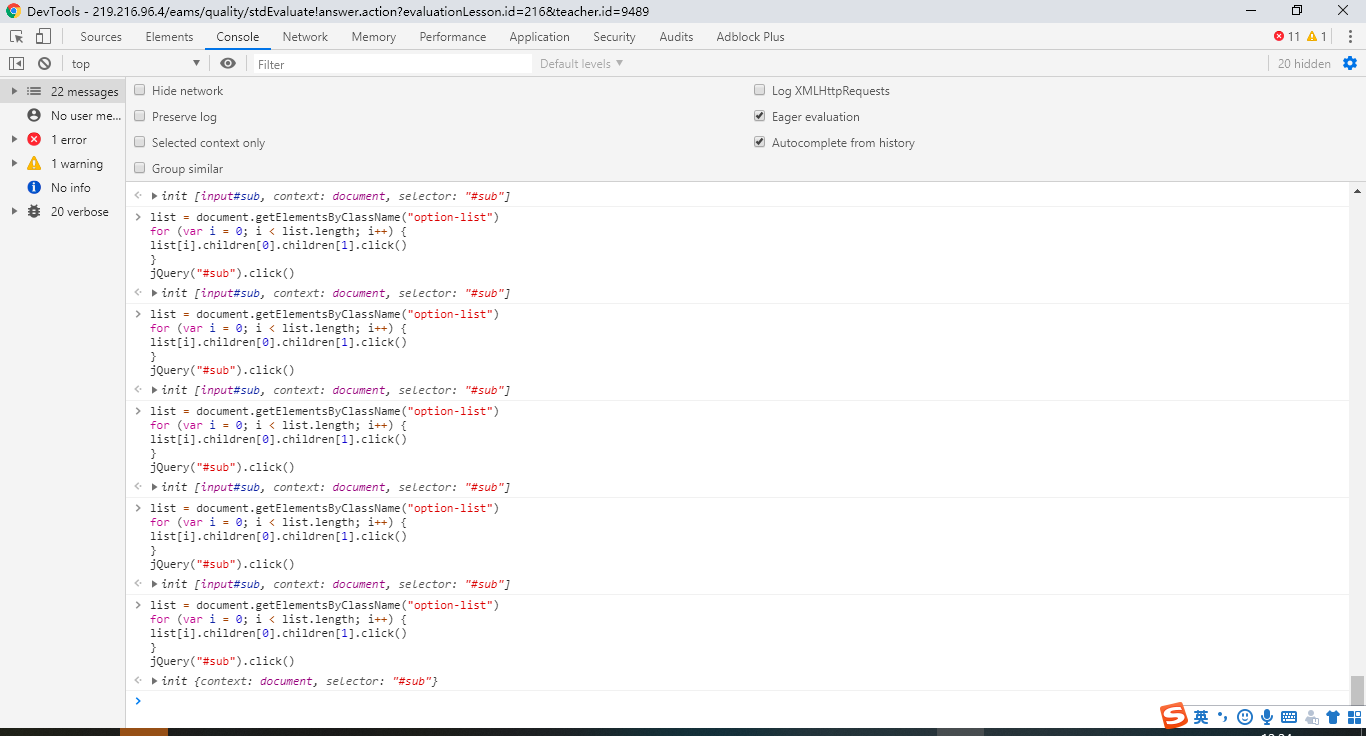 DevTools - 219.216.96.4/eams/quality/stdEvaluate!answer.action?evaluationLesson.id=216&teacher.id=9489
Sources Elements Console Network Memory Performance Application Security Audits Adblock Plus 11 1
top Filter Default levels 20 hidden
22 messages
No user me...
1 error
1 warning
No info
20 verbose
Hide network Log XMLHttpRequests
Preserve log Eager evaluation
Selected context only Autocomplete from history
Group similar
init [input#sub, context: document, selector: "#sub"]
list = document.getElementsByClassName("option-list")
for (var i = 0; i < list.length; i++) {
list[i].children[0].children[1].click()
}
jQuery("#sub").click()
init [input#sub, context: document, selector: "#sub"]
list = document.getElementsByClassName("option-list")
for (var i = 0; i < list.length; i++) {
list[i].children[0].children[1].click()
}
jQuery("#sub").click()
init [input#sub, context: document, selector: "#sub"]
list = document.getElementsByClassName("option-list")
for (var i = 0; i < list.length; i++) {
list[i].children[0].children[1].click()
}
jQuery("#sub").click()
init [input#sub, context: document, selector: "#sub"]
list = document.getElementsByClassName("option-list")
for (var i = 0; i < list.length; i++) {
list[i].children[0].children[1].click()
}
jQuery("#sub").click()
init [input#sub, context: document, selector: "#sub"]
list = document.getElementsByClassName("option-list")
for (var i = 0; i < list.length; i++) {
list[i].children[0].children[1].click()
}
jQuery("#sub").click()
init {context: document, selector: "#sub"}
英